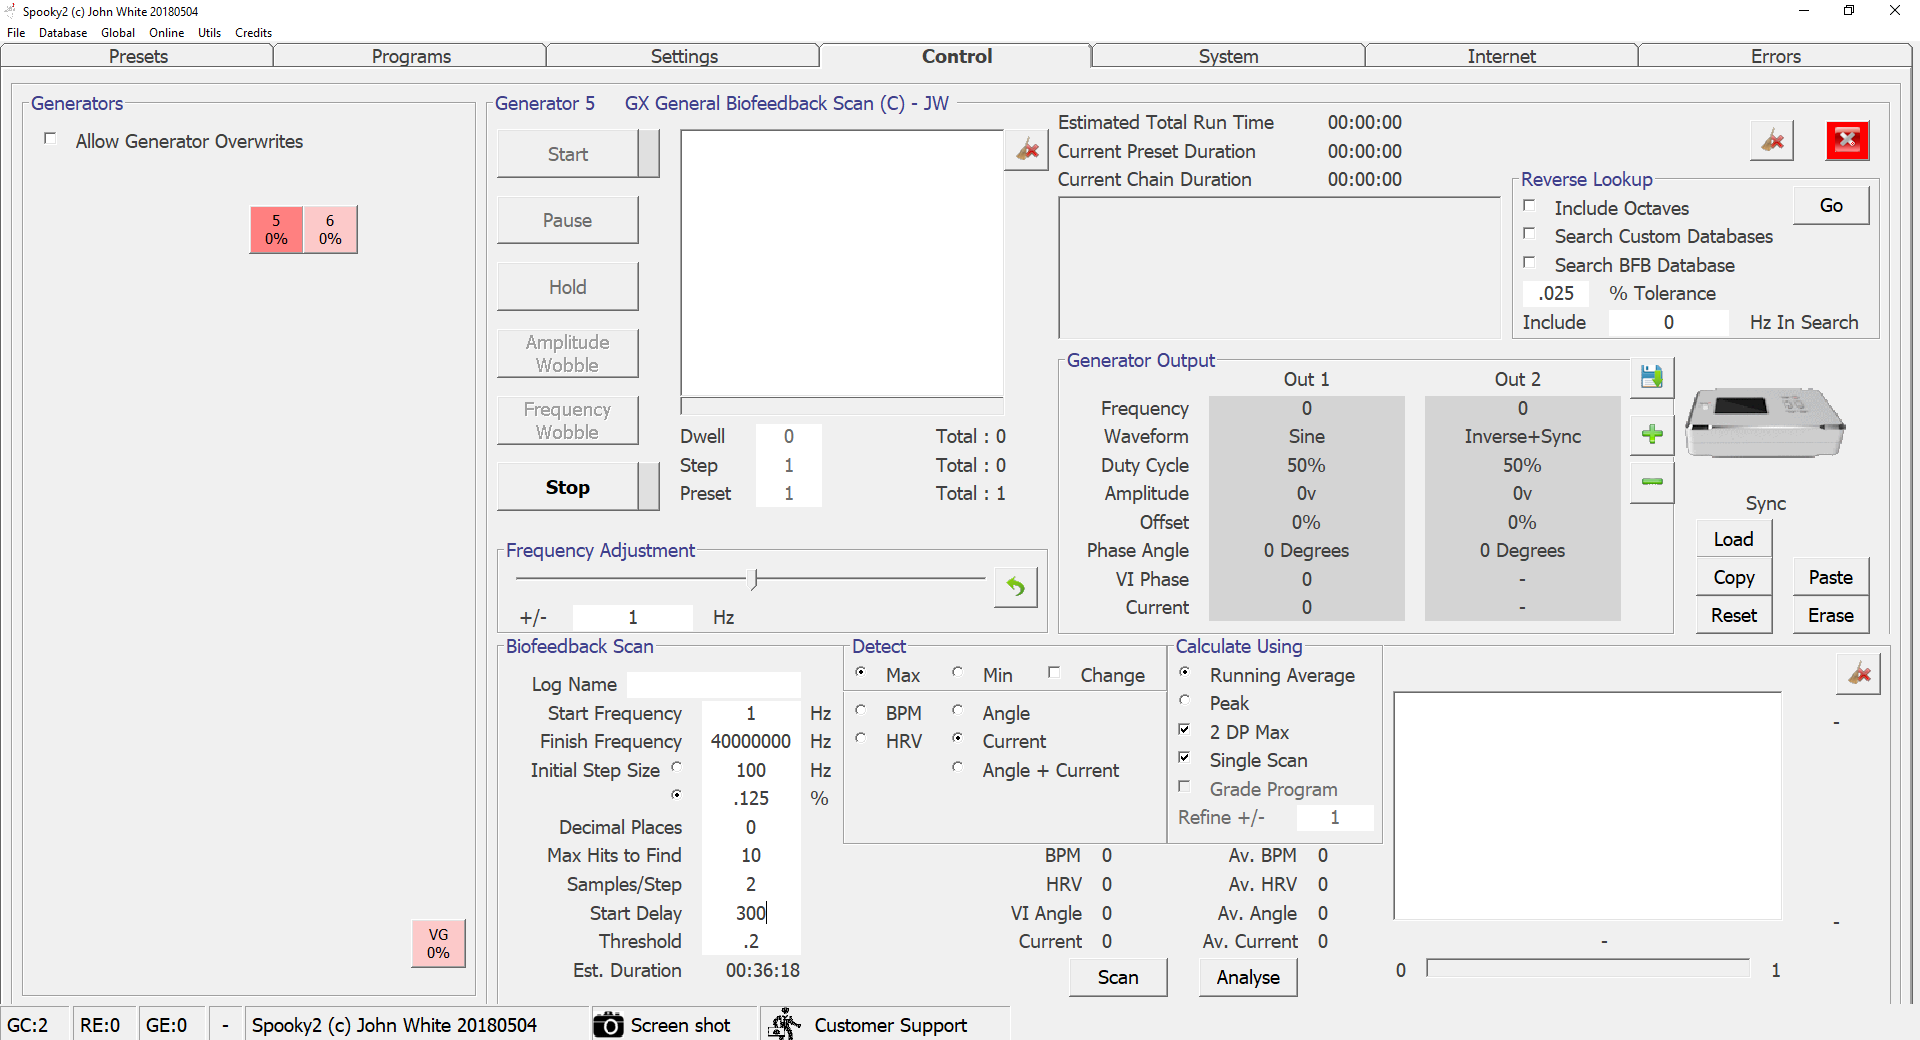 Spooky2 (c) John White 20180504
File Database Global Online Utils Credits
Presets Programs Settings Control System Internet Errors
Generators
Allow Generator Overwrites
5 6
0% 0%
VG
0%
Generator 5 GX General Biofeedback Scan (C) - JW
Start
Pause
Hold
Amplitude
Wobble
Frequency
Wobble
Stop
Dwell 0 Total : 0
Step 1 Total : 0
Preset 1 Total : 1
Estimated Total Run Time 00:00:00
Current Preset Duration 00:00:00
Current Chain Duration 00:00:00
Reverse Lookup
Include Octaves
Go
Search Custom Databases
Search BFB Database
.025 % Tolerance
Include 0 Hz In Search
Generator Output
Out 1 Out 2
Frequency 0 0
Waveform Sine Inverse+Sync
Duty Cycle 50% 50%
Amplitude 0v 0v
Offset 0% 0%
Phase Angle 0 Degrees 0 Degrees
VI Phase 0 -
Current 0 -
Sync
Load
Copy Paste
Reset Erase
Frequency Adjustment
+/- 1 Hz
Biofeedback Scan
Log Name
Start Frequency 1 Hz
Finish Frequency 40000000 Hz
Initial Step Size 100 Hz
.125 %
Decimal Places 0
Max Hits to Find 10
Samples/Step 2
Start Delay 300
Threshold .2
Est. Duration 00:36:18
Detect
Max Min Change
BPM Angle
HRV Current
Angle + Current
Calculate Using
Running Average
Peak
2 DP Max
Single Scan
Grade Program
Refine +/- 1
BPM 0 Av. BPM 0
HRV 0 Av. HRV 0
VI Angle 0 Av. Angle 0
Current 0 Av. Current 0
Scan Analyse
-
-
-
0 1
GC:2 RE:0 GE:0 - Spooky2 (c) John White 20180504 Screen shot Customer Support